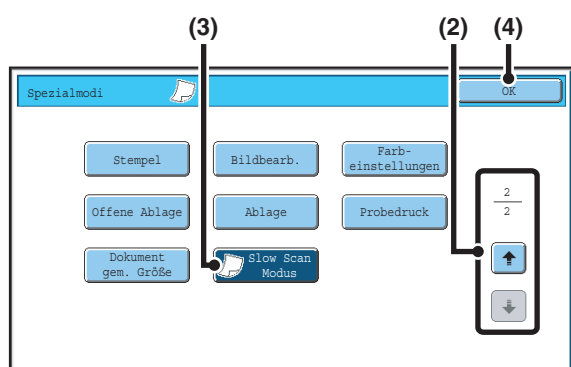 (3)
(2)
(4)
Spezialmodi
OK
Stempel
Bildbearb.
Farb-
einstellungen
2
2
Offene Ablage
Ablage
Probedruck
Dokument
gem. Größe
Slow Scan
Modus